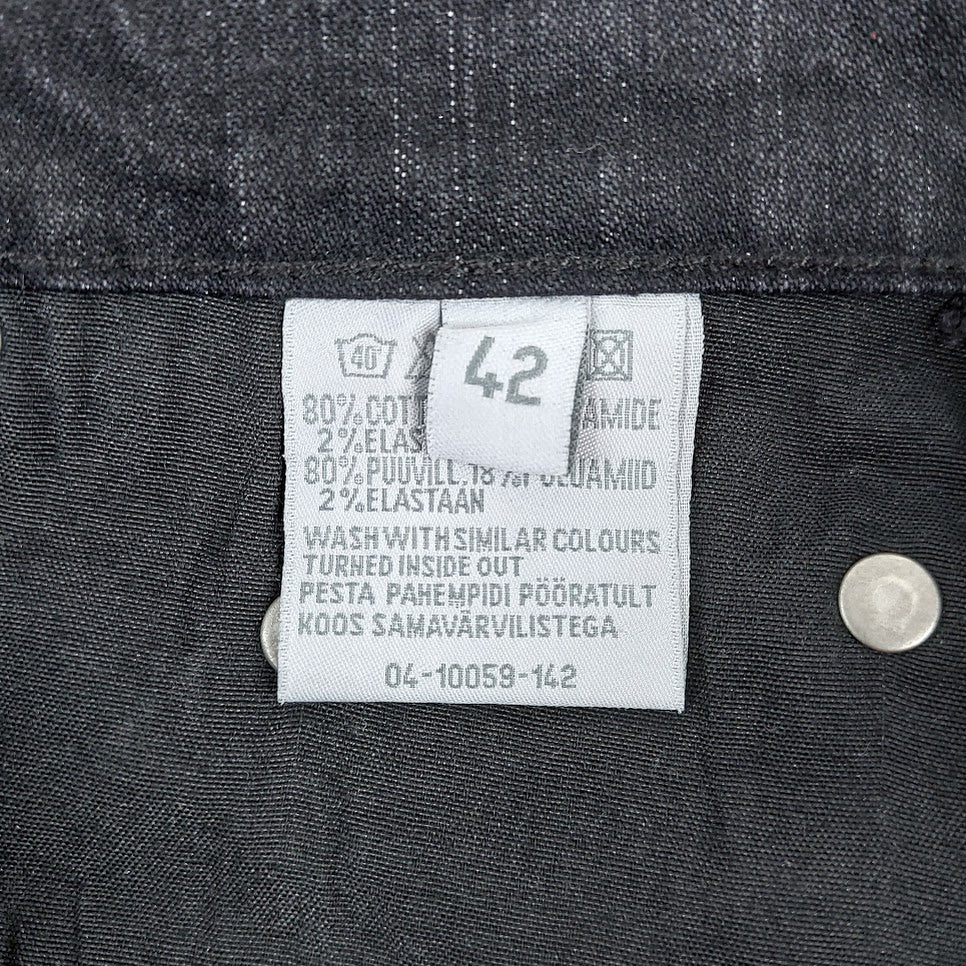 40°
42
80% COTT AMIDE
2% ELAS
80% PUUVILL, 18% POLÜAMIID
2% ELASTAAN
WASH WITH SIMILAR COLOURS
TURNED INSIDE OUT
PESTA PAHEMPIDI PÖÖRATULT
KOOS SAMAVÄRVILISTEGA
04-10059-142